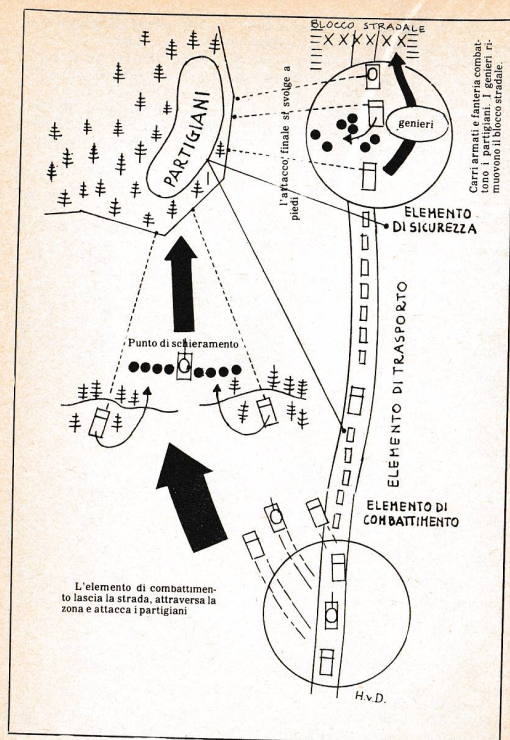 BLOCCO STRADALE
XXXXXX
Carri armati e fanteria combat-
tono i partigiani. I genieri ri-
muovono il blocco stradale.
genieri
PARTIGIANI
l'attacco finale si svolge a
piedi
ELEMENTO
DI SICUREZZA
Punto di schieramento
ELEMENTO DI TRASPORTO
ELEMENTO DI
COMBATTIMENTO
L'elemento di combattimen-
to lascia la strada, attraversa la
zona e attacca i partigiani
H.v.D.